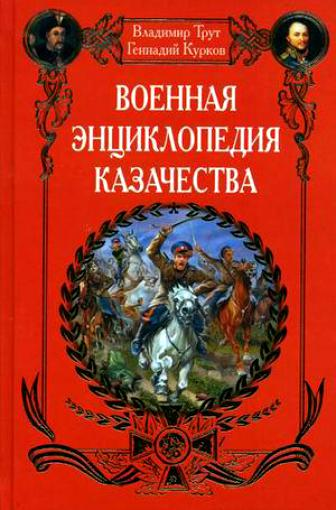 Владимир Трут
Геннадий Курков
ВОЕННАЯ
ЭНЦИКЛОПЕДИЯ
КАЗАЧЕСТВА